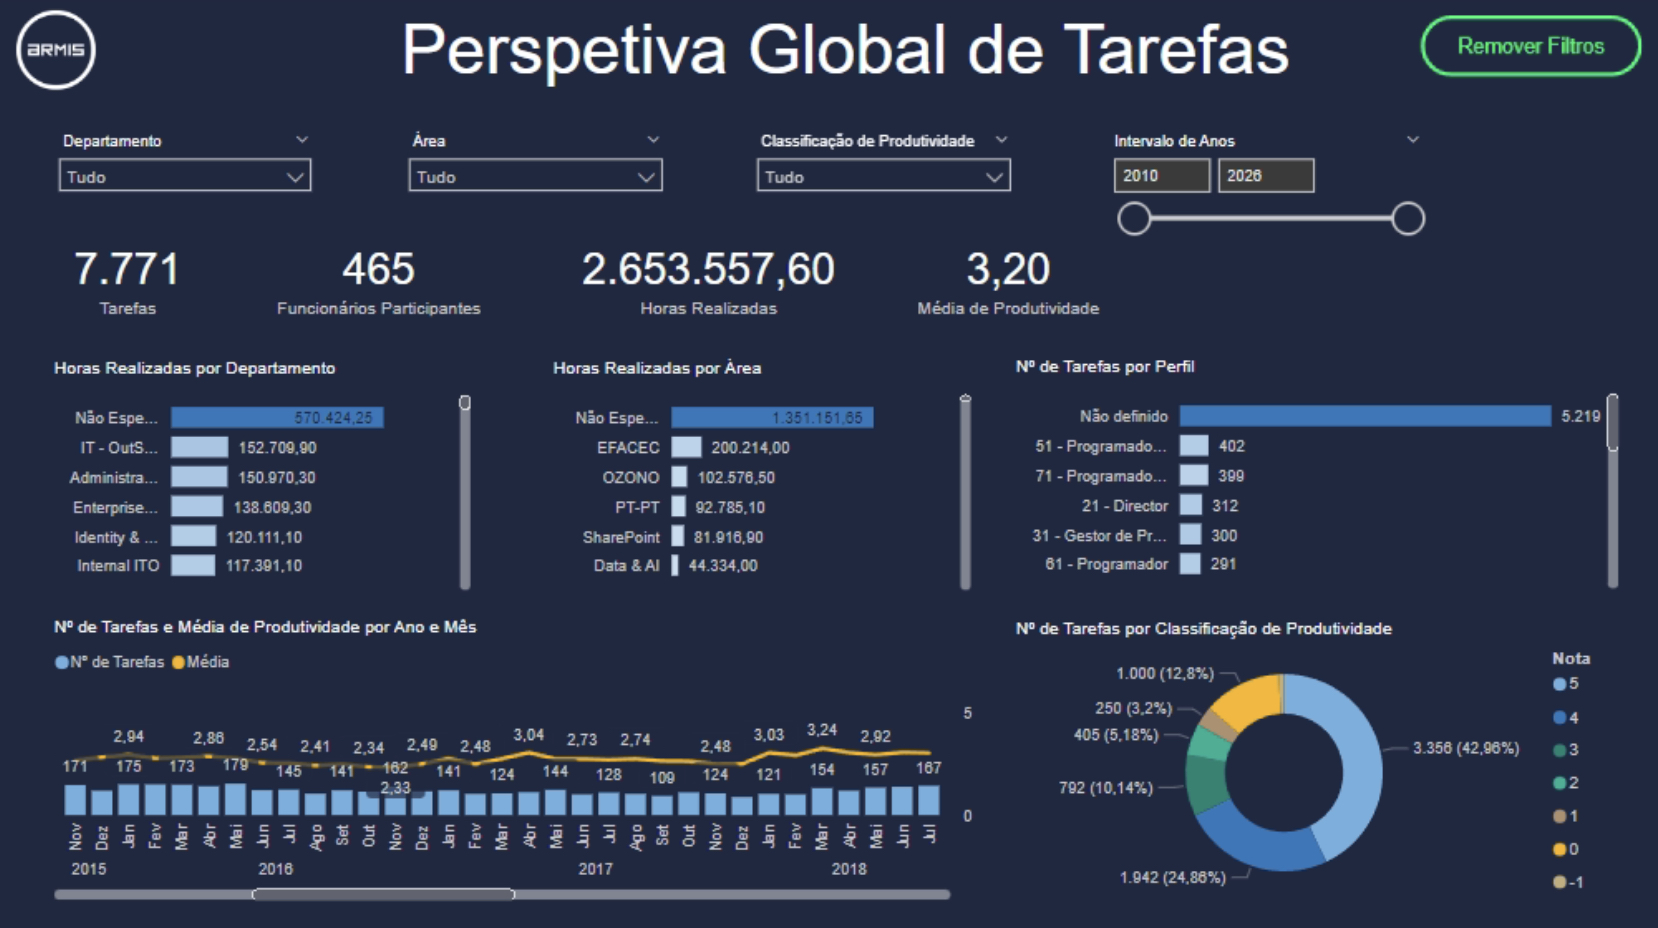 ARMIS
Perspetiva Global de Tarefas
Remover Filtros
Departamento
Tudo
Área
Tudo
Classificação de Produtividade
Tudo
Intervalo de Anos
2010 2026
7.771
Tarefas
465
Funcionários Participantes
2.653.557,60
Horas Realizadas
3,20
Média de Produtividade
Horas Realizadas por Departamento
Não Espe... 570.424,25
IT - OutS... 152.709,90
Administra... 150.970,30
Enterprise... 138.609,30
Identity & ... 120.111,10
Internal ITO 117.391,10
Horas Realizadas por Área
Não Espe... 1.351.151,65
EFACEC 200.214,00
OZONO 102.576,50
PT-PT 92.785,10
SharePoint 81.916,90
Data & AI 44.334,00
Nº de Tarefas por Perfil
Não definido 5.219
51 - Programado... 402
71 - Programado... 399
21 - Director 312
31 - Gestor de Pr... 300
61 - Programador 291
Nº de Tarefas e Média de Produtividade por Ano e Mês
Nº de Tarefas Média
5
2,94 2,86 2,54 2,41 2,34 2,49 2,48 3,04 2,73 2,74 2,48 3,03 3,24 2,92
171 175 173 179 145 141 162 141 124 144 128 109 124 121 154 157 167
2,33
0
Nov Dez Jan Fev Mar Abr Mai Jun Jul Ago Set Out Nov Dez Jan Fev Mar Abr Mai Jun Jul Ago Set Out Nov Dez Jan Fev Mar Abr Mai Jun Jul
2015 2016 2017 2018
Nº de Tarefas por Classificação de Produtividade
1.000 (12,8%)
250 (3,2%)
405 (5,18%)
792 (10,14%)
1.942 (24,86%)
3.356 (42,96%)
Nota
5
4
3
2
1
0
-1